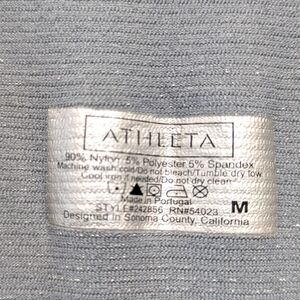 ATHLETA
90% Nylon 5% Polyester 5% Spandex
Machine wash cold/Do not bleach/Tumble dry low
Cool iron if needed/Do not dry clean
Made in Portugal
STYLE#242856 RN#54023 M
Designed in Sonoma County, California